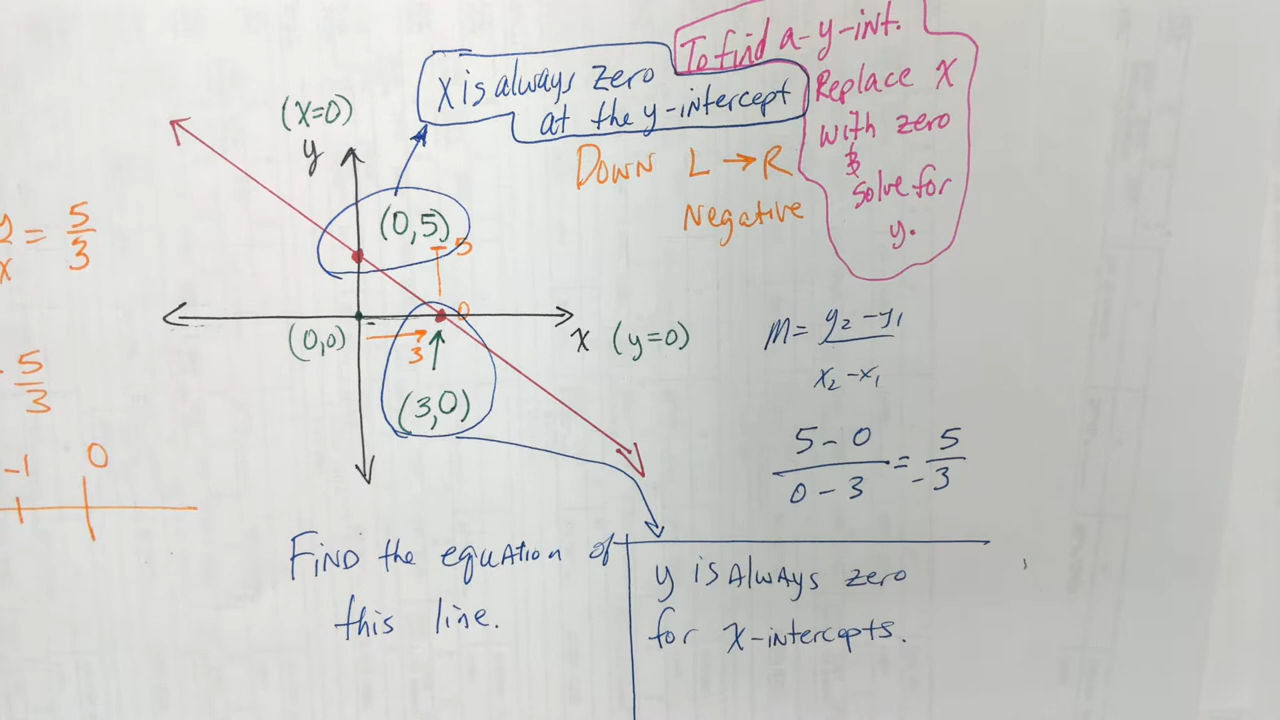 To find a-y-int.
Replace X
with zero
&
solve for
y.
X is always zero
at the y-intercept
(X=0)
y
DOWN L → R
Negative
(0,5)
5
0
3
(0,0)
x (y=0)
(3,0)
y/x = 5/3
5/3
-1 0
m = y₂ - y₁
x₂ - x₁
5 - 0 = 5
0 - 3 -3
Find the equation of
this line.
y is Always zero
for x-intercepts.